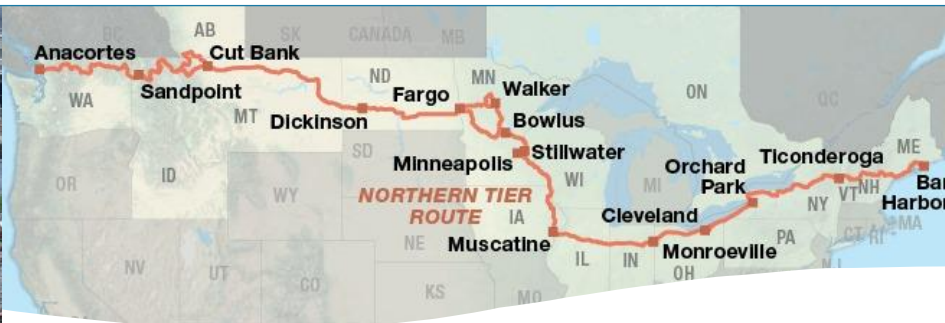 BC
AB
SK
CANADA
MB
Anacortes
Cut Bank
Sandpoint
WA
MT
ND
Dickinson
Fargo
MN
Walker
Bowlus
Minneapolis
Stillwater
ON
QC
OR
ID
WY
SD
NORTHERN TIER
ROUTE
WI
MI
Orchard
Park
Ticonderoga
ME
Bar
Harbor
VT
NH
NY
MA
CT
RI
IA
NE
Muscatine
Cleveland
Monroeville
PA
NJ
NV
UT
CO
KS
MO
IL
IN
OH